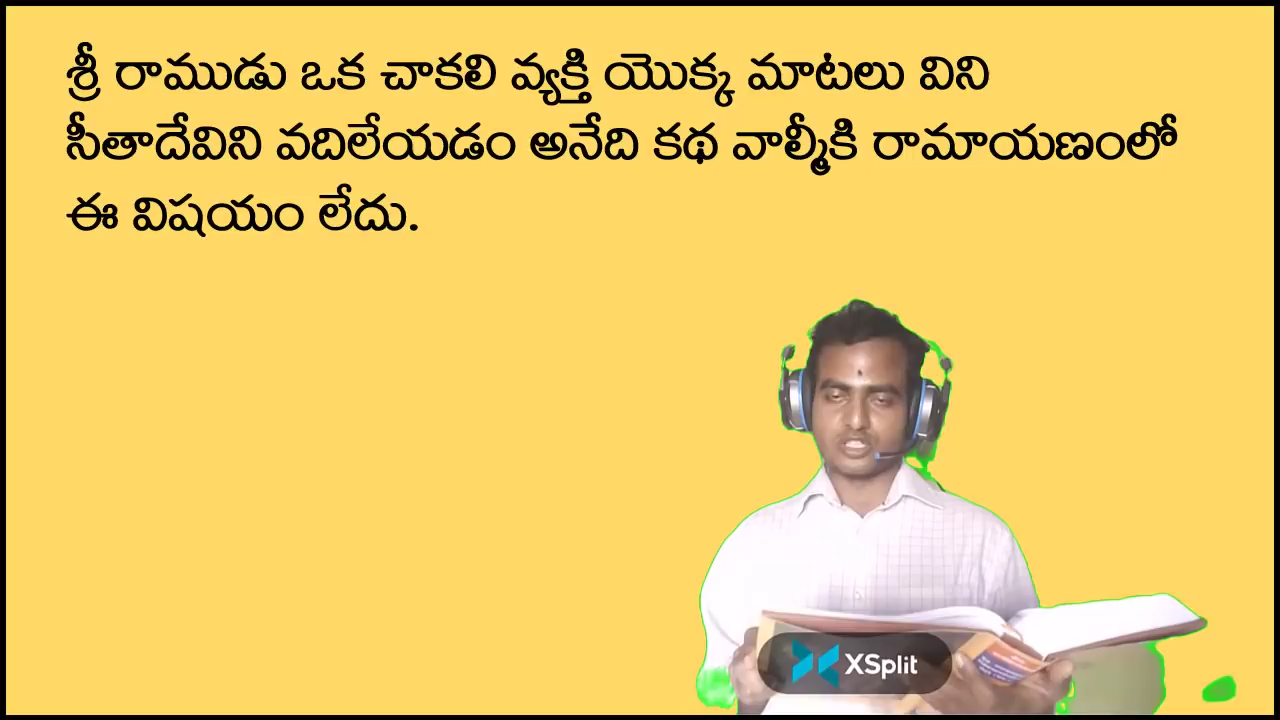 శ్రీ రాముడు ఒక చాకలి వ్యక్తి యొక్క మాటలు విని
సీతాదేవిని వదిలేయడం అనేది కథ వాల్మీకి రామాయణంలో
ఈ విషయం లేదు.
XSplit